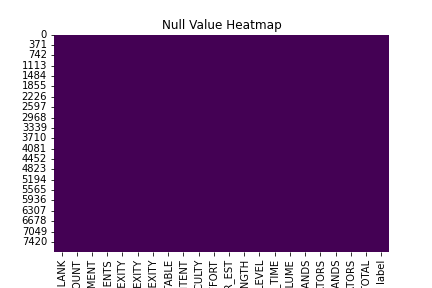 Null Value Heatmap
0
371
742
1113
1484
1855
2226
2597
2968
3339
3710
4081
4452
4823
5194
5565
5936
6307
6678
7049
7420
LANK
OUNT
MENT
ENTS
EXITY
EXITY
EXITY
TABLE
TENT
CULTY
FORT
R_EST
NGTH
LEVEL
TIME
LUME
ANDS
TORS
ANDS
TORS
TOTAL
label